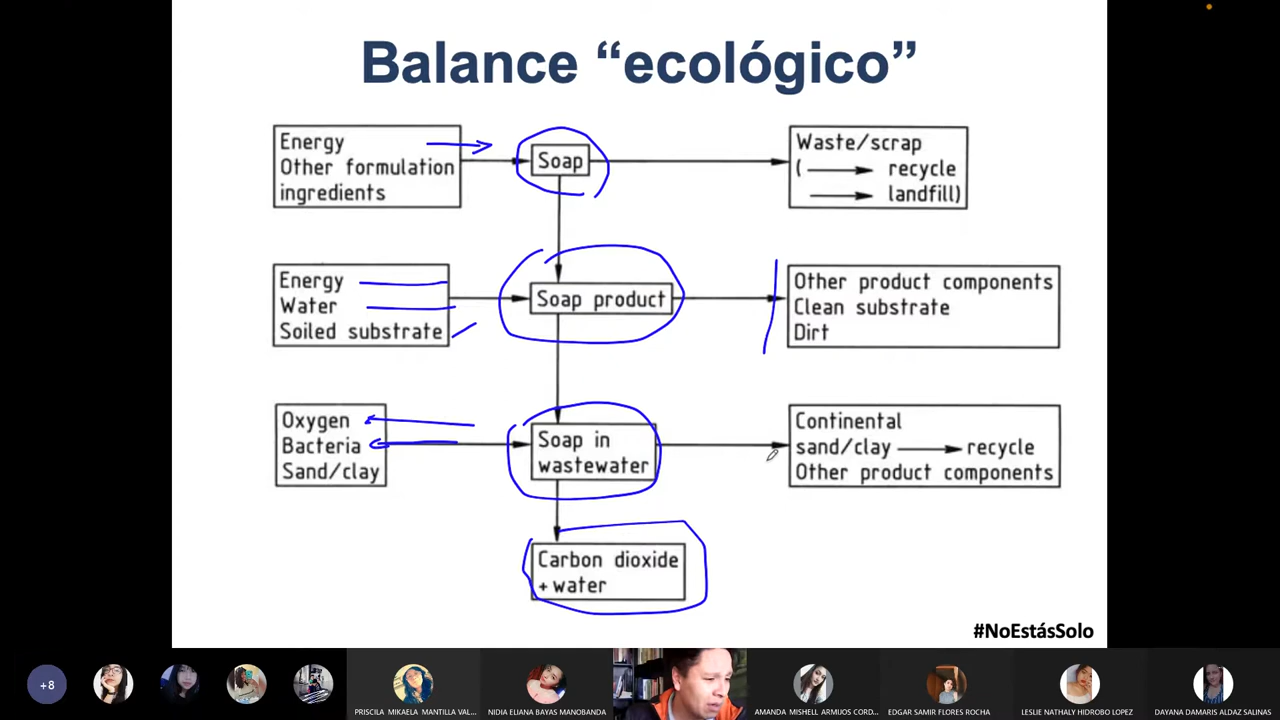 Balance “ecológico”
Energy
Other formulation
ingredients
Soap
Waste/scrap
( recycle
landfill)
Energy
Water
Soiled substrate
Soap product
Other product components
Clean substrate
Dirt
Oxygen
Bacteria
Sand/clay
Soap in
wastewater
Continental
sand/clay recycle
Other product components
Carbon dioxide
+ water
#NoEstásSolo
+8
PRISCILA MIKAELA MANTILLA VAL...
NIDIA ELIANA BAYAS MANOBANDA
AMANDA MISHELL ARMIJOS CORD...
EDGAR SAMIR FLORES ROCHA
LESLIE NATHALY HIDROBO LOPEZ
DAYANA DAMARIS ALDAZ SALINAS